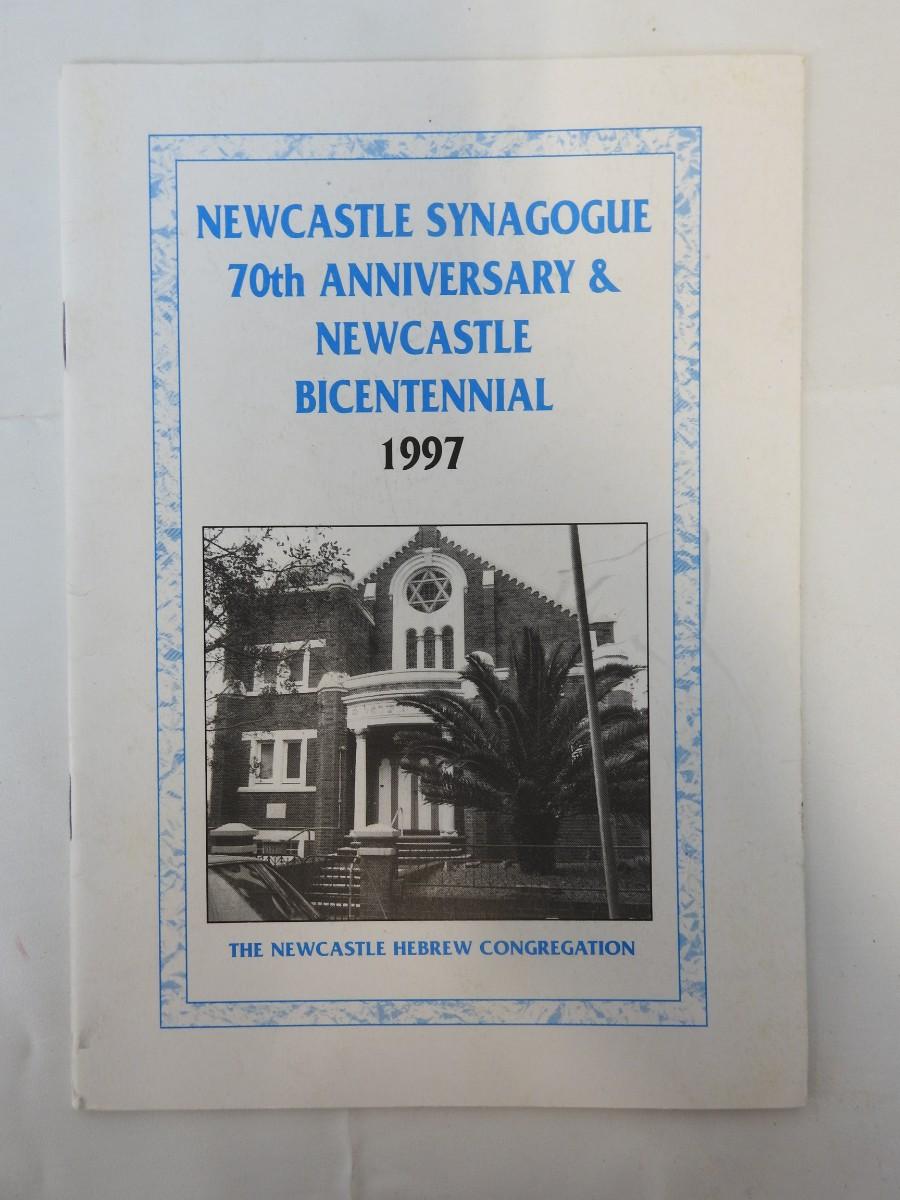 NEWCASTLE SYNAGOGUE
70th ANNIVERSARY &
NEWCASTLE
BICENTENNIAL
1997
THE NEWCASTLE HEBREW CONGREGATION